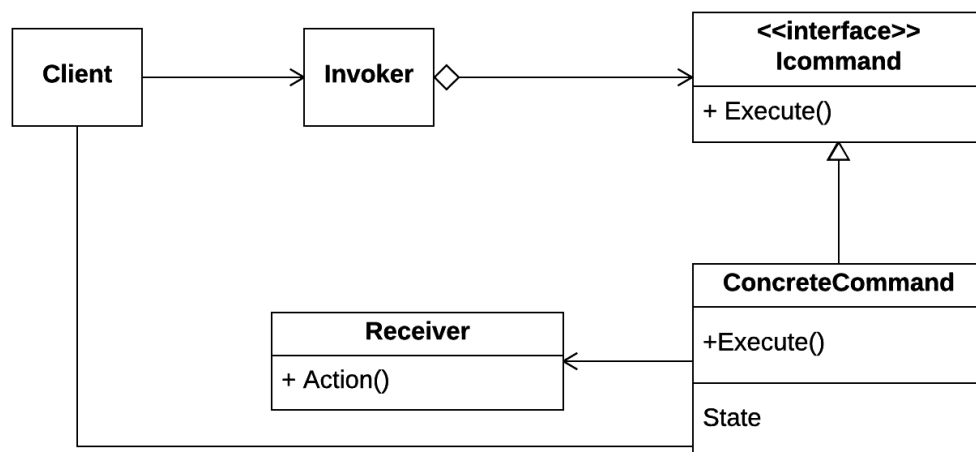 Client
Invoker
<<interface>>
Icommand
+ Execute()
ConcreteCommand
+Execute()
State
Receiver
+ Action()